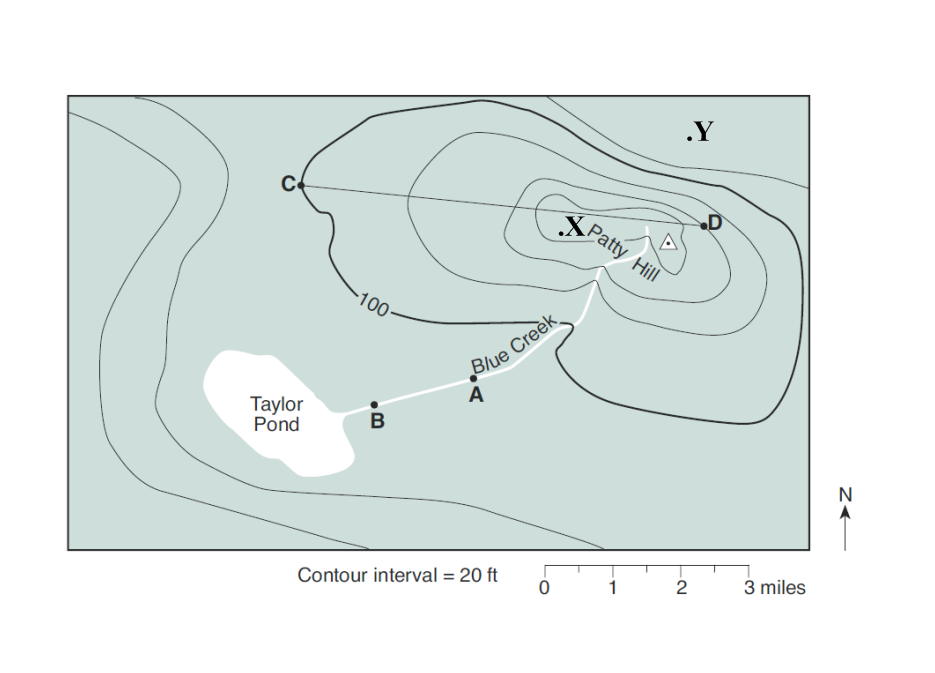 .Y
C
D
.X
Patty
Hill
100
Blue Creek
A
Taylor
Pond
B
N
Contour interval = 20 ft
0 1 2 3 miles